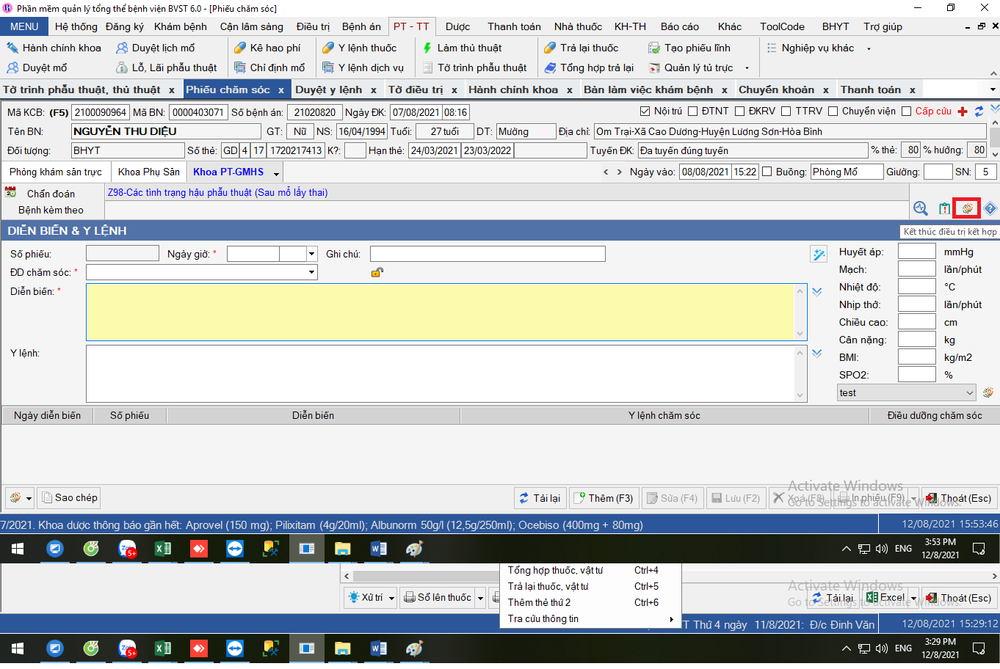 Phần mềm quản lý tổng thể bệnh viện BVST 6.0 - [Phiếu chăm sóc]
MENU Hệ thống Đăng ký Khám bệnh Cận lâm sàng Điều trị Bệnh án PT - TT Dược Thanh toán Nhà thuốc KH-TH Báo cáo Khác ToolCode BHYT Trợ giúp
Hành chính khoa Duyệt lịch mổ Kê hao phí Y lệnh thuốc Làm thủ thuật Trả lại thuốc Tạo phiếu lĩnh Nghiệp vụ khác
Duyệt mổ Lỗ, Lãi phẫu thuật Chỉ định mổ Y lệnh dịch vụ Tờ trình phẫu thuật Tổng hợp trả lại Quản lý tủ trực
Tờ trình phẫu thuật, thủ thuật x Phiếu chăm sóc x Duyệt y lệnh x Tờ điều trị x Hành chính khoa x Bàn làm việc khám bệnh x Chuyển khoản x Thanh toán x
Mã KCB: (F5) 2100090964 Mã BN: 0000403071 Số bệnh án: 21020820 Ngày ĐK: 07/08/2021 08:16 Nội trú ĐTNT ĐKRV TTRV Chuyển viện Cấp cứu
Tên BN: NGUYỄN THU DIỆU GT: Nữ NS: 16/04/1994 Tuổi: 27 tuổi DT: Mường Địa chỉ: Om Trại-Xã Cao Dương-Huyện Lương Sơn-Hòa Bình
Đối tượng: BHYT Số thẻ: GD 4 17 1720217413 K?: Hạn thẻ: 24/03/2021 23/03/2022 Tuyến ĐK: Đa tuyến đúng tuyến % thẻ: 80 % hưởng: 80
Phòng khám sãn trực Khoa Phụ Sản Khoa PT-GMHS < > Ngày vào: 08/08/2021 15:22 Buồng: Phòng Mổ Giường: SN: 5
Chẩn đoán Z98-Các tình trạng hậu phẫu thuật (Sau mổ lấy thai)
Bệnh kèm theo
DIỄN BIẾN & Y LỆNH Kết thúc điều trị kết hợp
Số phiếu: Ngày giờ: * Ghi chú: Huyết áp: mmHg
ĐD chăm sóc: * Mạch: lần/phút
Diễn biến: * Nhiệt độ: °C
Nhịp thở: lần/phút
Chiều cao: cm
Cân nặng: kg
Y lệnh: BMI: kg/m2
SPO2: %
test
Ngày diễn biến Số phiếu Diễn biến Y lệnh chăm sóc Điều dưỡng chăm sóc
Activate Windows
Go to Settings to activate Windows.
Sao chép Tải lại Thêm (F3) Sửa (F4) Lưu (F2) Xoá (F8) In phiếu (F9) Thoát (Esc)
7/2021. Khoa dược thông báo gần hết: Aprovel (150 mg); Pilixitam (4g/20ml); Albunorm 50g/l (12,5g/250ml); Ocebiso (400mg + 80mg) 12/08/2021 15:53:46
5+ ENG 3:53 PM
12/8/2021
Tổng hợp thuốc, vật tư Ctrl+4
Trả lại thuốc, vật tư Ctrl+5
Thêm thẻ thứ 2 Ctrl+6
Tra cứu thông tin
Activate Windows
Go to Settings to activate Windows.
Xử trí Sổ lên thuốc Tải lại Excel Thoát (Esc)
T Thứ 4 ngày 11/8/2021: Đ/c Đinh Văn 12/08/2021 15:29:12
5+ ENG 3:29 PM
12/8/2021